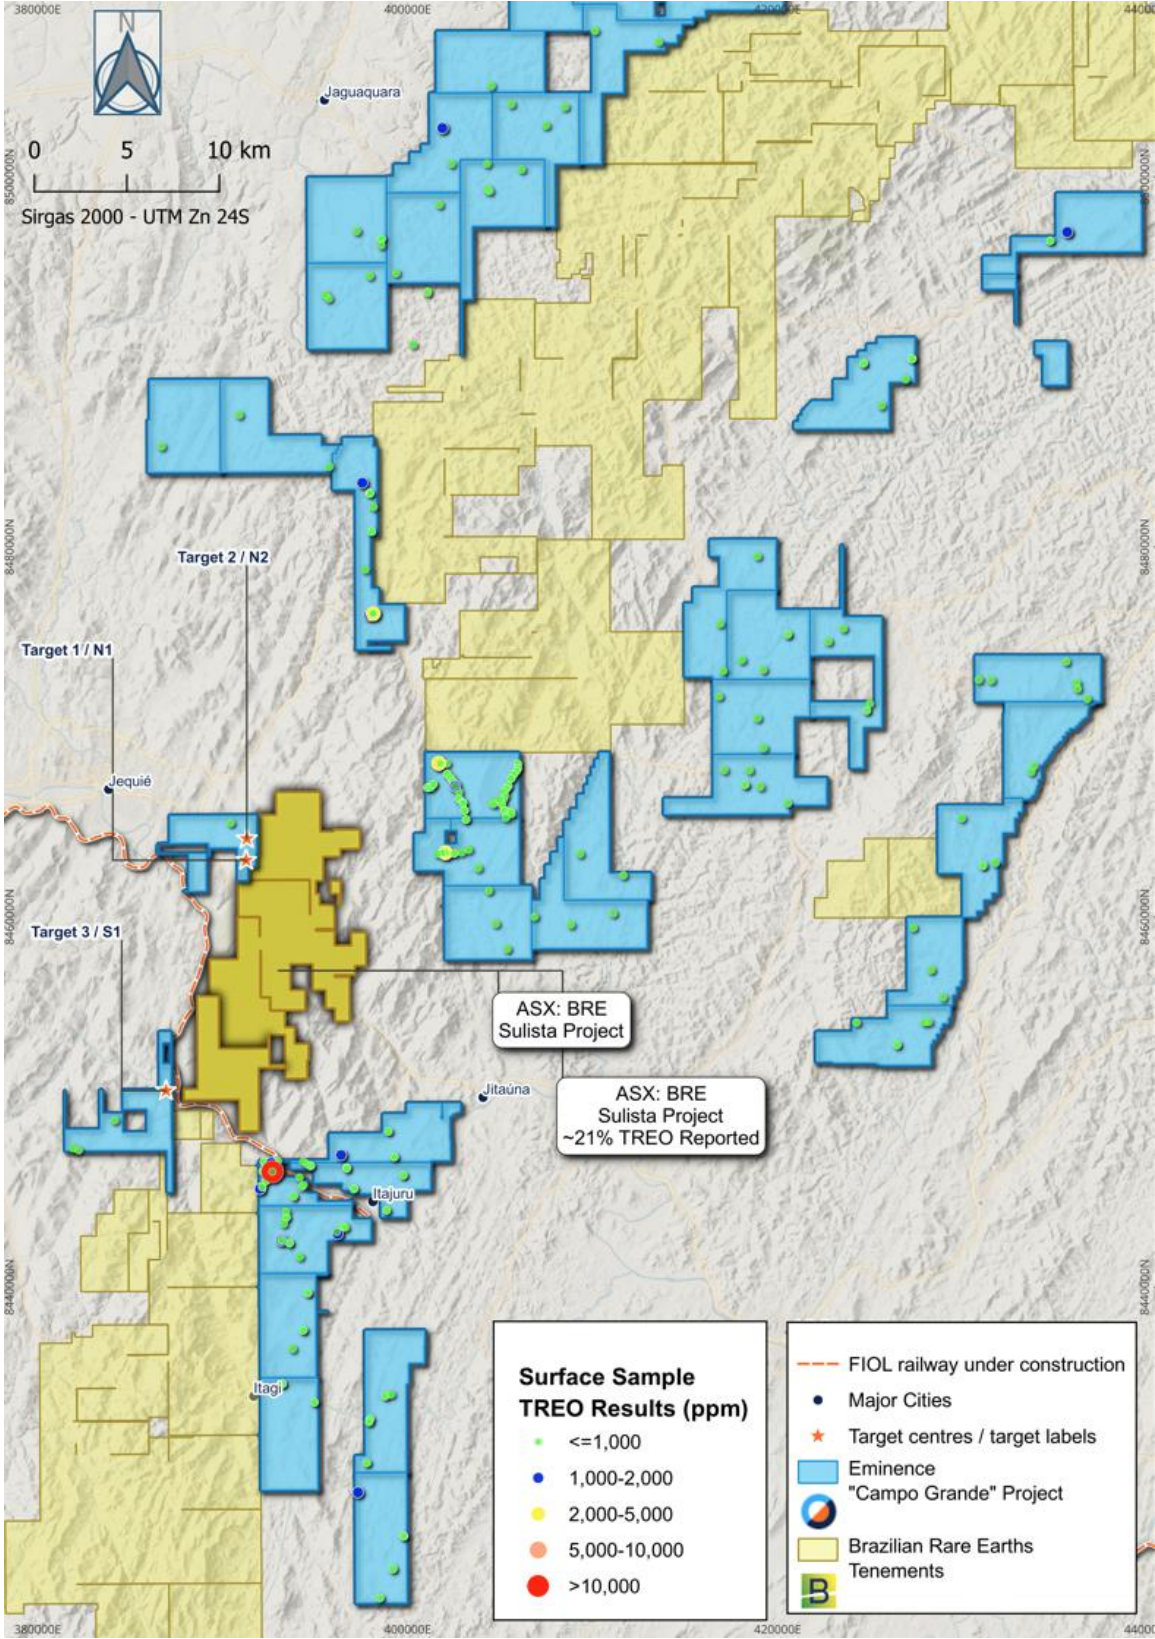 380000E
400000E
420000E
N
Jaguaquara
0 5 10 km
Sirgas 2000 - UTM Zn 24S
8500000N
8480000N
8480000N
Target 2 / N2
Target 1 / N1
Jequié
8460000N
8460000N
Target 3 / S1
ASX: BRE
Sulista Project
ASX: BRE
Sulista Project
~21% TREO Reported
Jitaúna
Itajuru
8440000N
8440000N
Itagi
Surface Sample
TREO Results (ppm)
<=1,000
1,000-2,000
2,000-5,000
5,000-10,000
>10,000
FIOL railway under construction
Major Cities
Target centres / target labels
Eminence
"Campo Grande" Project
Brazilian Rare Earths
Tenements
B
380000E
400000E
420000E